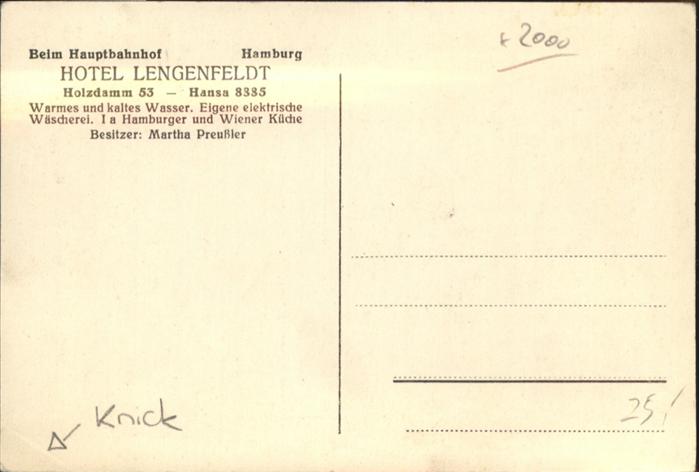 Beim Hauptbahnhof Hamburg
HOTEL LENGENFELDT
Holzdamm 53 — Hansa 8335
Warmes und kaltes Wasser. Eigene elektrische
Wäscherei. I a Hamburger und Wiener Küche
Besitzer: Martha Preußler
2000
Knick
25,!